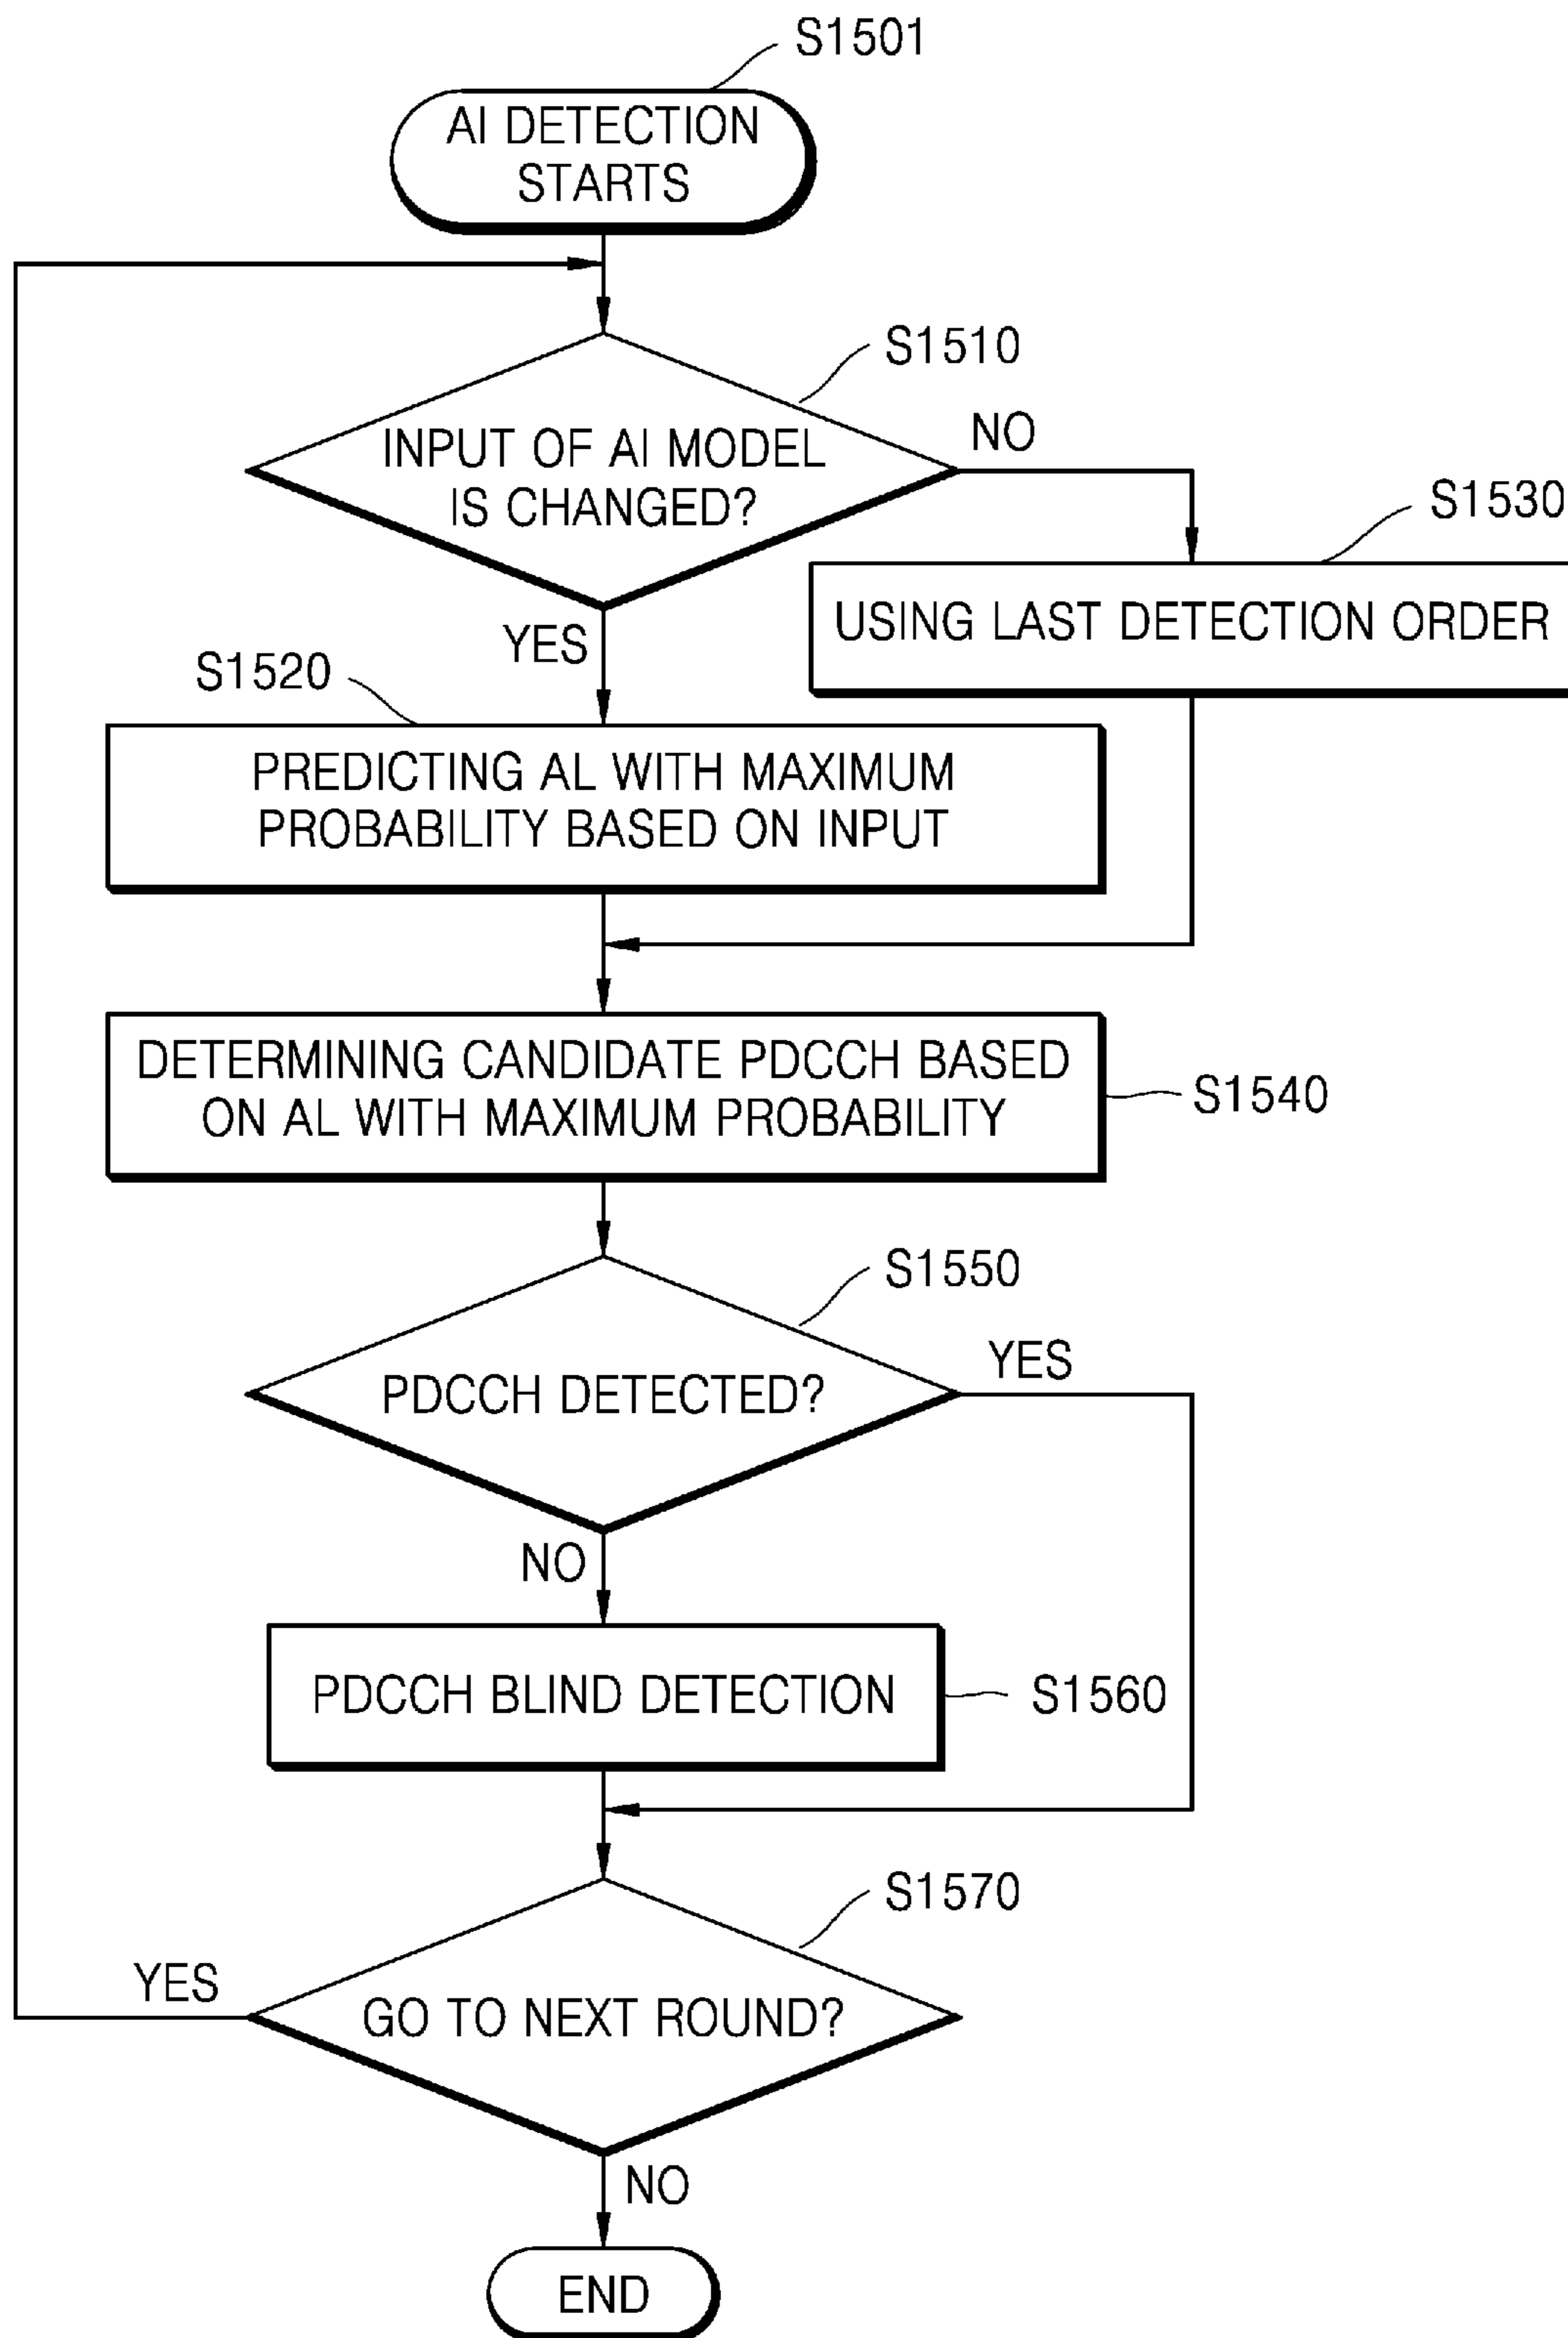 S1501
AI DETECTION
STARTS
S1510
INPUT OF AI MODEL
IS CHANGED?
NO
S1530
USING LAST DETECTION ORDER
YES
S1520
PREDICTING AL WITH MAXIMUM
PROBABILITY BASED ON INPUT
DETERMINING CANDIDATE PDCCH BASED
ON AL WITH MAXIMUM PROBABILITY
S1540
S1550
PDCCH DETECTED?
YES
NO
PDCCH BLIND DETECTION
S1560
S1570
GO TO NEXT ROUND?
YES
NO
END